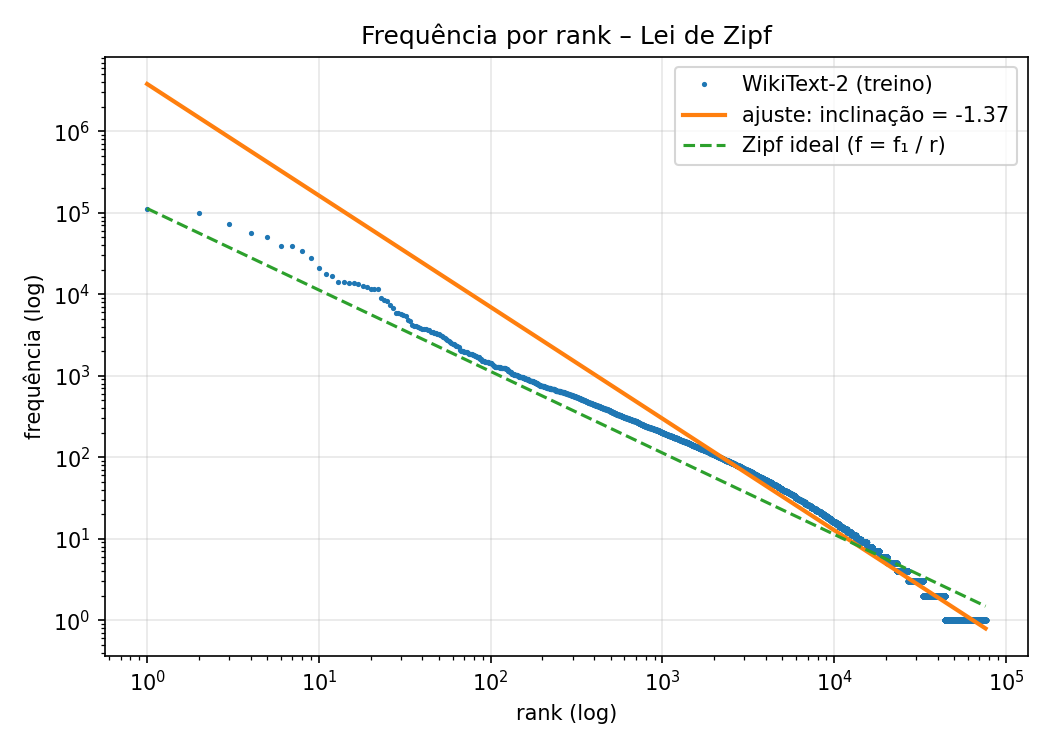 Frequência por rank – Lei de Zipf
WikiText-2 (treino)
ajuste: inclinação = -1.37
Zipf ideal (f = f₁ / r)
frequência (log)
10⁶
10⁵
10⁴
10³
10²
10¹
10⁰
10⁰ 10¹ 10² 10³ 10⁴ 10⁵
rank (log)